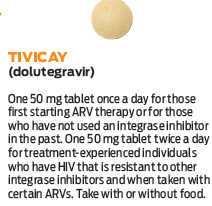 TIVICAY
(dolutegravir)
One 50 mg tablet once a day for those
first starting ARV therapy or for those
who have not used an integrase inhibitor
in the past. One 50 mg tablet twice a day
for treatment-experienced individuals
who have HIV that is resistant to other
integrase inhibitors and when taken with
certain ARVs. Take with or without food.